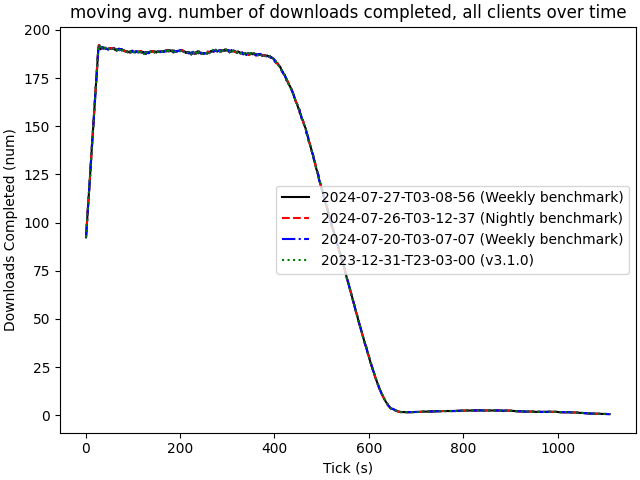 moving avg. number of downloads completed, all clients over time
Downloads Completed (num)
200
175
150
125
100
75
50
25
0
2024-07-27-T03-08-56 (Weekly benchmark)
2024-07-26-T03-12-37 (Nightly benchmark)
2024-07-20-T03-07-07 (Weekly benchmark)
2023-12-31-T23-03-00 (v3.1.0)
0 200 400 600 800 1000
Tick (s)